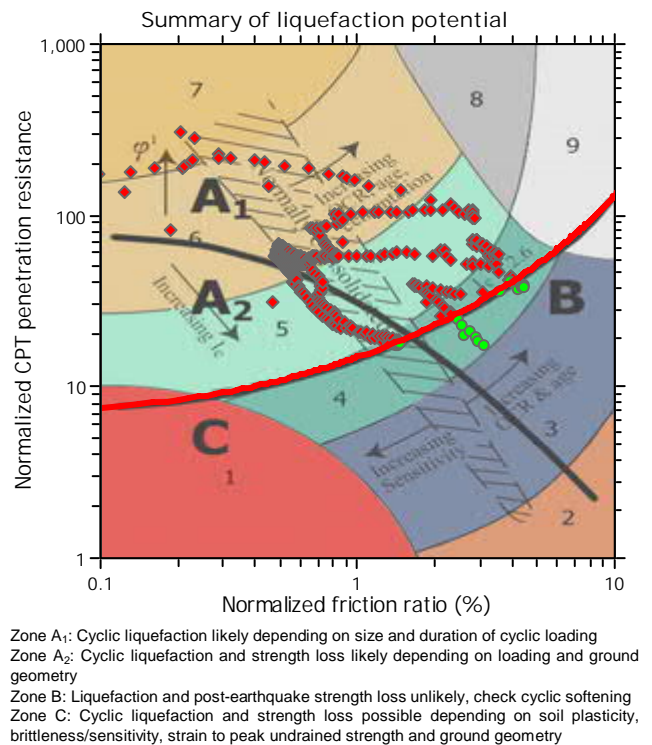 Summary of liquefaction potential
Normalized CPT penetration resistance
1,000
100
10
1
7
8
9
φ'
A1
Increasing
6
A2
Increasing Ic
5
2.6
B
4
C
1
Increasing
OCR & age
3
Increasing
Sensitivity
2
0.1
1
10
Normalized friction ratio (%)
Zone A1: Cyclic liquefaction likely depending on size and duration of cyclic loading
Zone A2: Cyclic liquefaction and strength loss likely depending on loading and ground
geometry
Zone B: Liquefaction and post-earthquake strength loss unlikely, check cyclic softening
Zone C: Cyclic liquefaction and strength loss possible depending on soil plasticity,
brittleness/sensitivity, strain to peak undrained strength and ground geometry